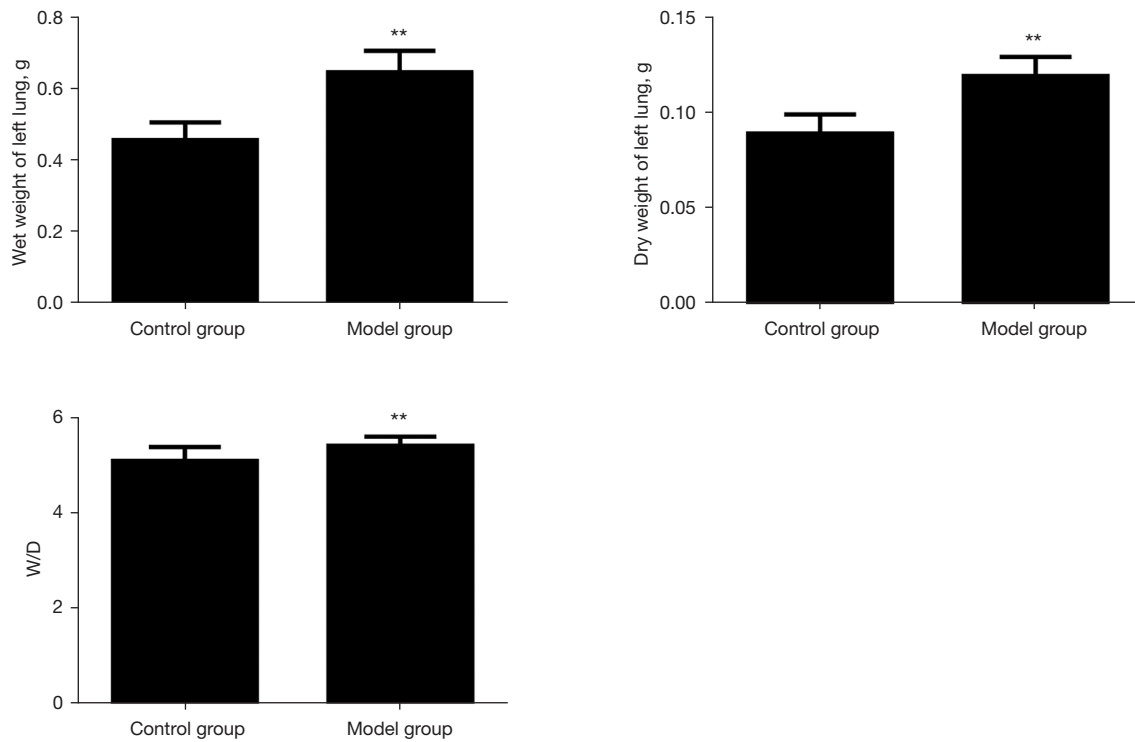 Wet weight of left lung, g
0.8
0.6
0.4
0.2
0.0
**
Control group
Model group
Dry weight of left lung, g
0.15
0.10
0.05
0.00
**
Control group
Model group
W/D
6
4
2
0
**
Control group
Model group